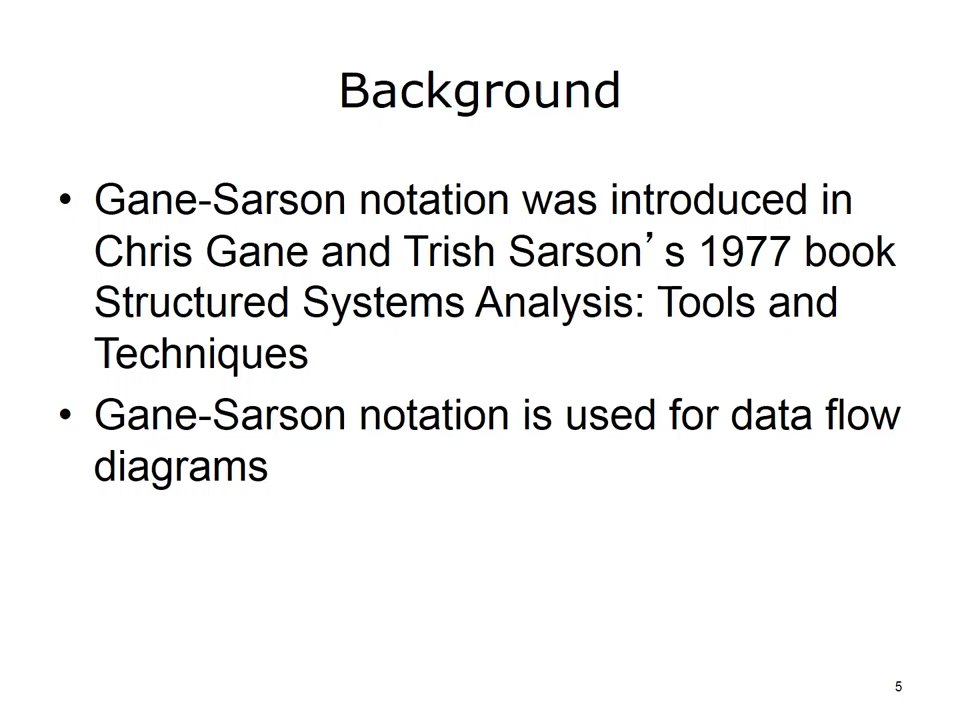 Background
• Gane-Sarson notation was introduced in
Chris Gane and Trish Sarson’s 1977 book
Structured Systems Analysis: Tools and
Techniques
• Gane-Sarson notation is used for data flow
diagrams
5